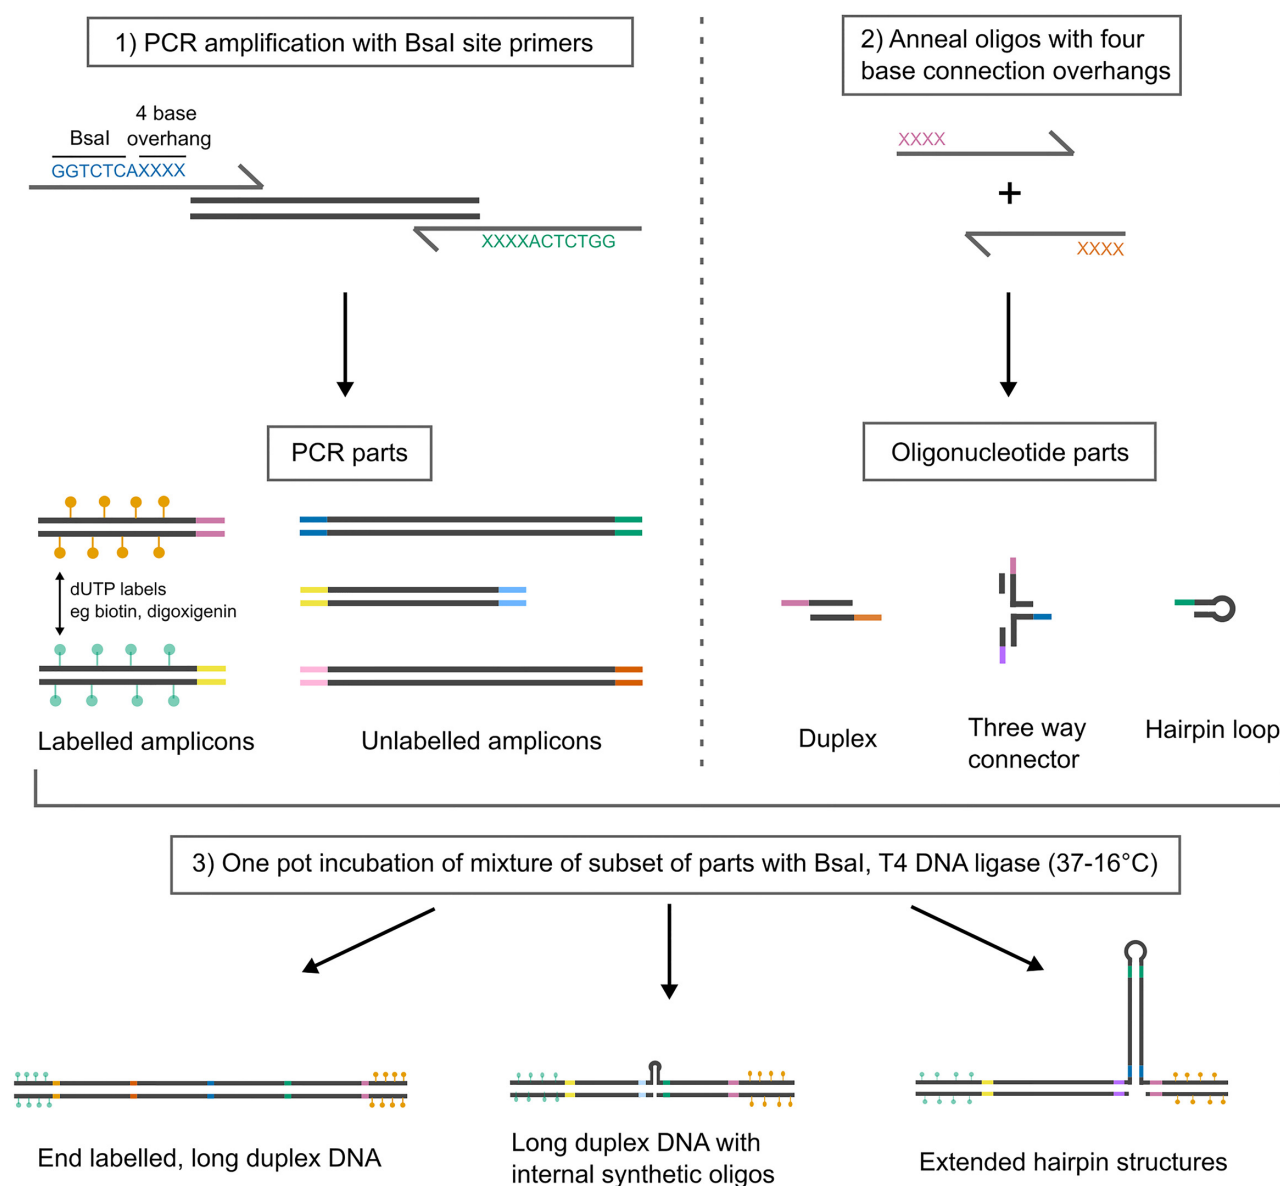 1) PCR amplification with BsaI site primers
2) Anneal oligos with four
base connection overhangs
4 base
BsaI overhang
GGTCTCAXXXX
XXXXACTCTGG
XXXX
+
XXXX
PCR parts
Oligonucleotide parts
dUTP labels
eg biotin, digoxigenin
Labelled amplicons
Unlabelled amplicons
Duplex
Three way
connector
Hairpin loop
3) One pot incubation of mixture of subset of parts with BsaI, T4 DNA ligase (37-16°C)
End labelled, long duplex DNA
Long duplex DNA with
internal synthetic oligos
Extended hairpin structures